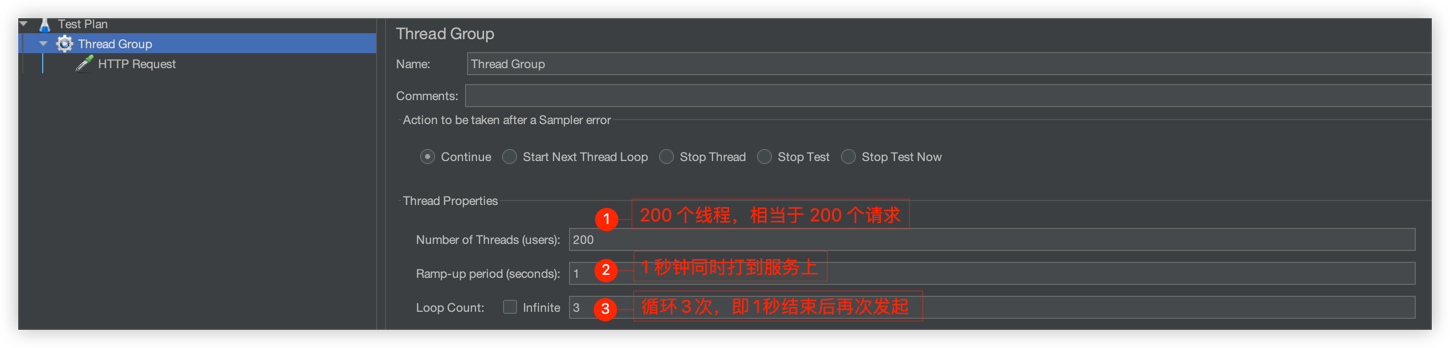 Test Plan
Thread Group
HTTP Request
Thread Group
Name: Thread Group
Comments:
Action to be taken after a Sampler error
Continue Start Next Thread Loop Stop Thread Stop Test Stop Test Now
Thread Properties
1 200 个线程，相当于 200 个请求
Number of Threads (users): 200
2 1 秒钟同时打到服务上
Ramp-up period (seconds): 1
3 循环 3 次，即 1秒结束后再次发起
Loop Count: Infinite 3